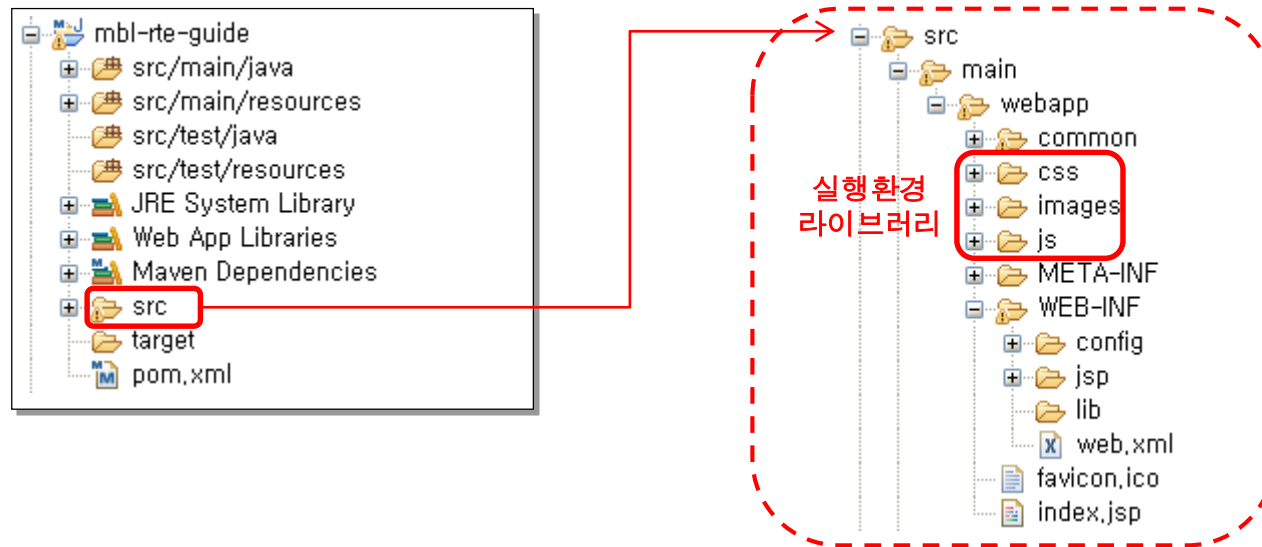 mbl-rte-guide
src/main/java
src/main/resources
src/test/java
src/test/resources
JRE System Library
Web App Libraries
Maven Dependencies
src
target
pom.xml
src
main
webapp
common
css
images
js
META-INF
WEB-INF
config
jsp
lib
web.xml
favicon.ico
index.jsp
실행환경
라이브러리